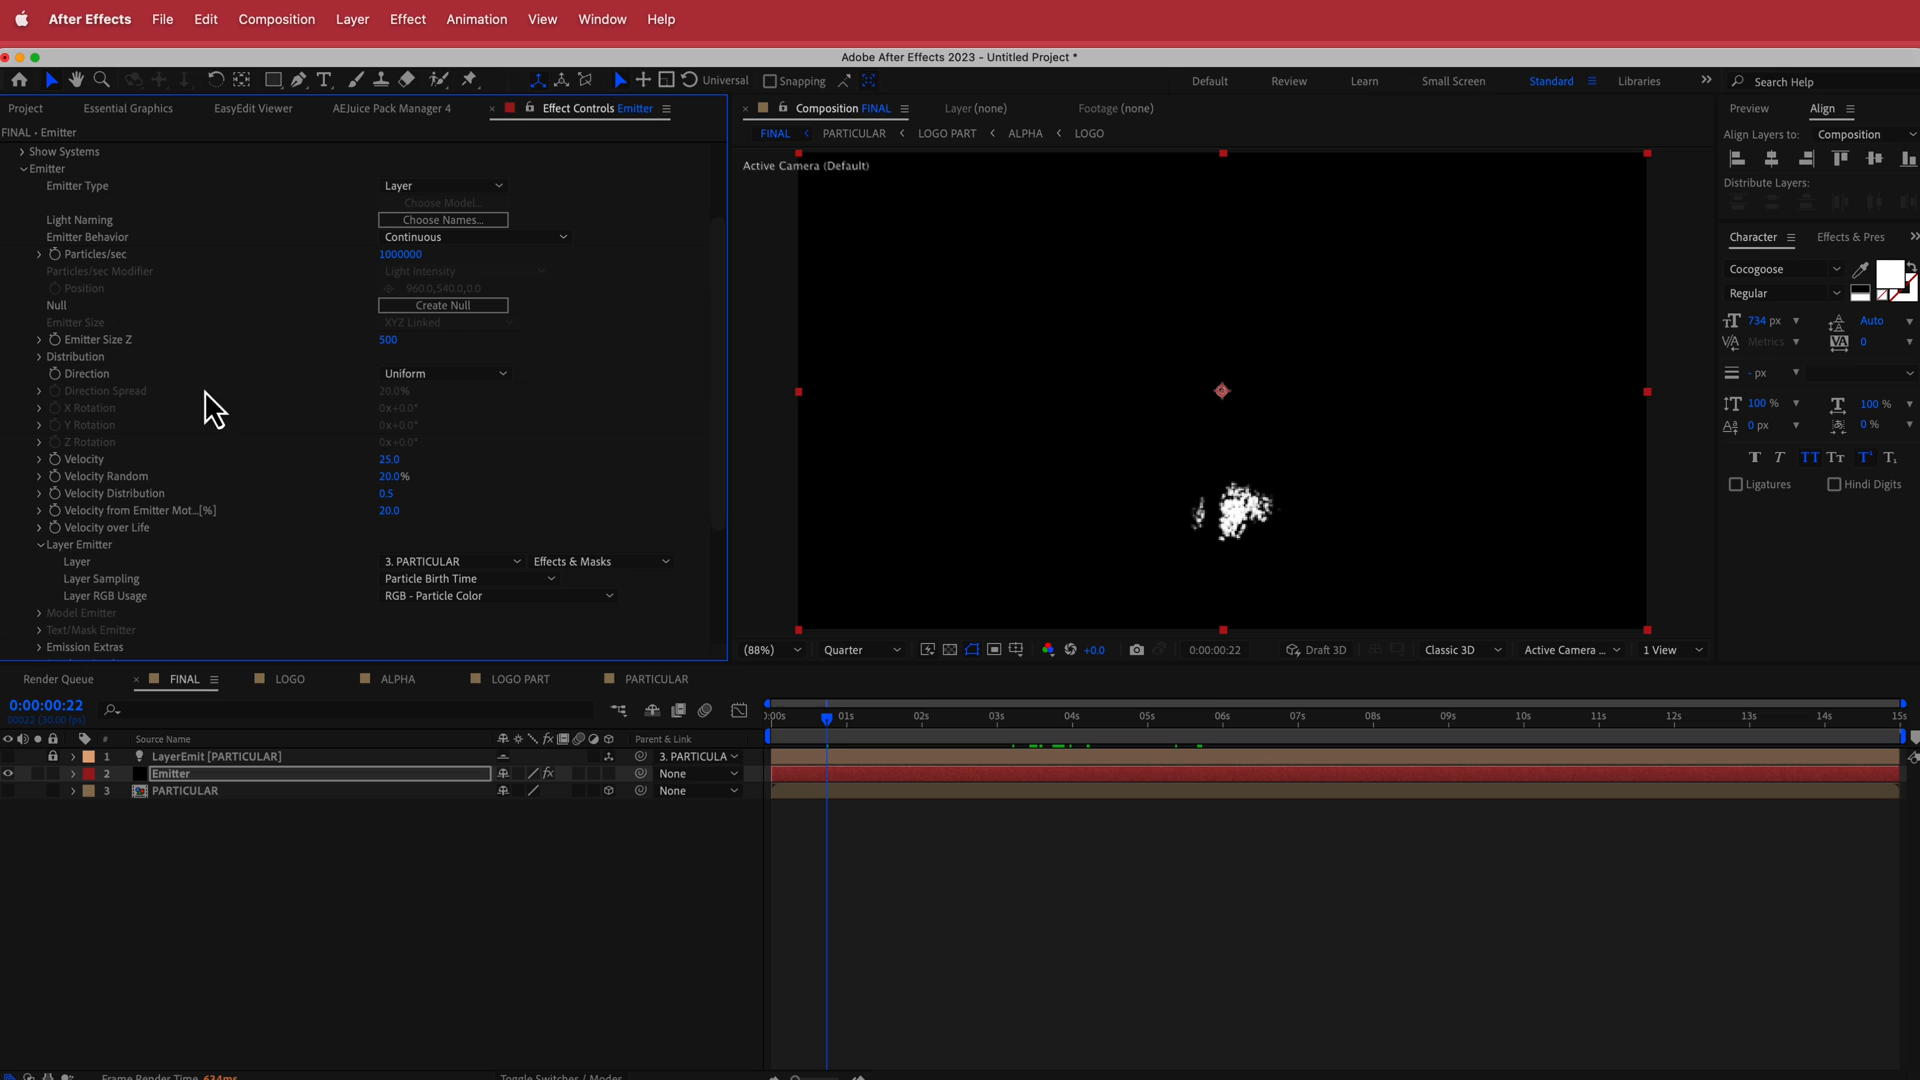 After Effects File Edit Composition Layer Effect Animation View Window Help
Adobe After Effects 2023 - Untitled Project *
Universal Snapping Default Review Learn Small Screen Standard Libraries Search Help
Project Essential Graphics EasyEdit Viewer AEJuice Pack Manager 4 Effect Controls Emitter
Composition FINAL Layer (none) Footage (none)
Preview Align
FINAL • Emitter
FINAL PARTICULAR LOGO PART ALPHA LOGO
Active Camera (Default)
Align Layers to: Composition
Distribute Layers:
Show Systems
Emitter
Emitter Type Layer
Choose Model...
Light Naming Choose Names...
Emitter Behavior Continuous
Particles/sec 1000000
Particles/sec Modifier Light Intensity
Position 960.0,540.0,0.0
Null Create Null
Emitter Size XYZ Linked
Emitter Size Z 500
Distribution
Direction Uniform
Direction Spread 20.0%
X Rotation 0x+0.0°
Y Rotation 0x+0.0°
Z Rotation 0x+0.0°
Velocity 25.0
Velocity Random 20.0%
Velocity Distribution 0.5
Velocity from Emitter Mot...[%] 20.0
Velocity over Life
Layer Emitter
Layer 3. PARTICULAR Effects & Masks
Layer Sampling Particle Birth Time
Layer RGB Usage RGB - Particle Color
Model Emitter
Text/Mask Emitter
Emission Extras
Character Effects & Pres
Cocogoose
Regular
734 px Auto
Metrics 0
- px
100 % 100 %
0 px 0 %
Ligatures Hindi Digits
(88%) Quarter +0.0 0:00:00:22 Draft 3D Classic 3D Active Camera ... 1 View
Render Queue FINAL LOGO ALPHA LOGO PART PARTICULAR
0:00:00:22
00022 (30.00 fps)
):00s 01s 02s 03s 04s 05s 06s 07s 08s 09s 10s 11s 12s 13s 14s 15s
# Source Name Parent & Link
1 LayerEmit [PARTICULAR] 3. PARTICULA
2 Emitter None
3 PARTICULAR None
Frame Render Time 634ms Toggle Switches / Modes